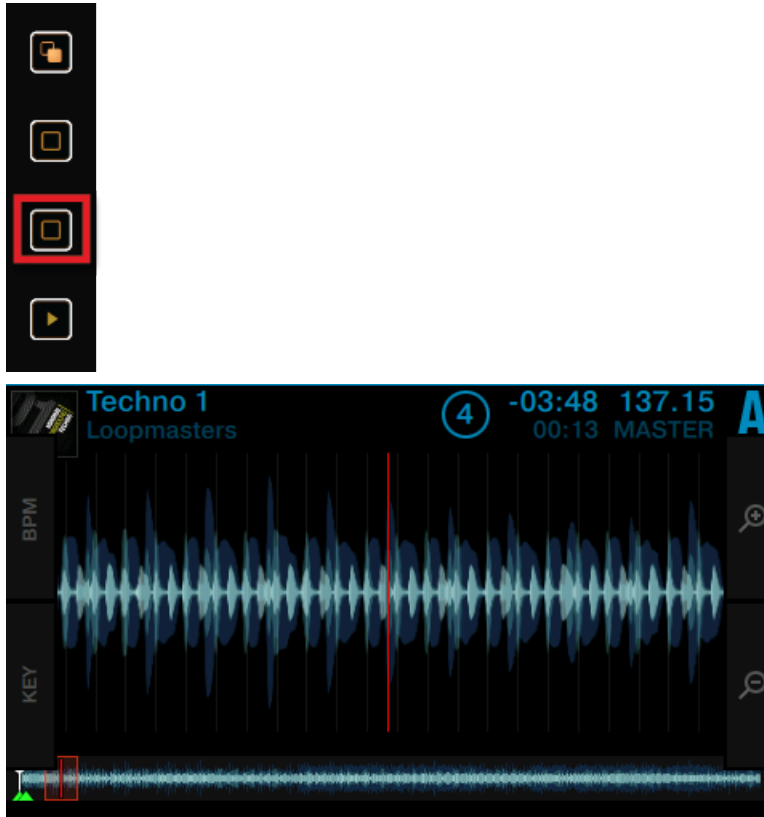 Techno 1
Loopmasters
4
-03:48 137.15
00:13 MASTER
A
BPM
KEY